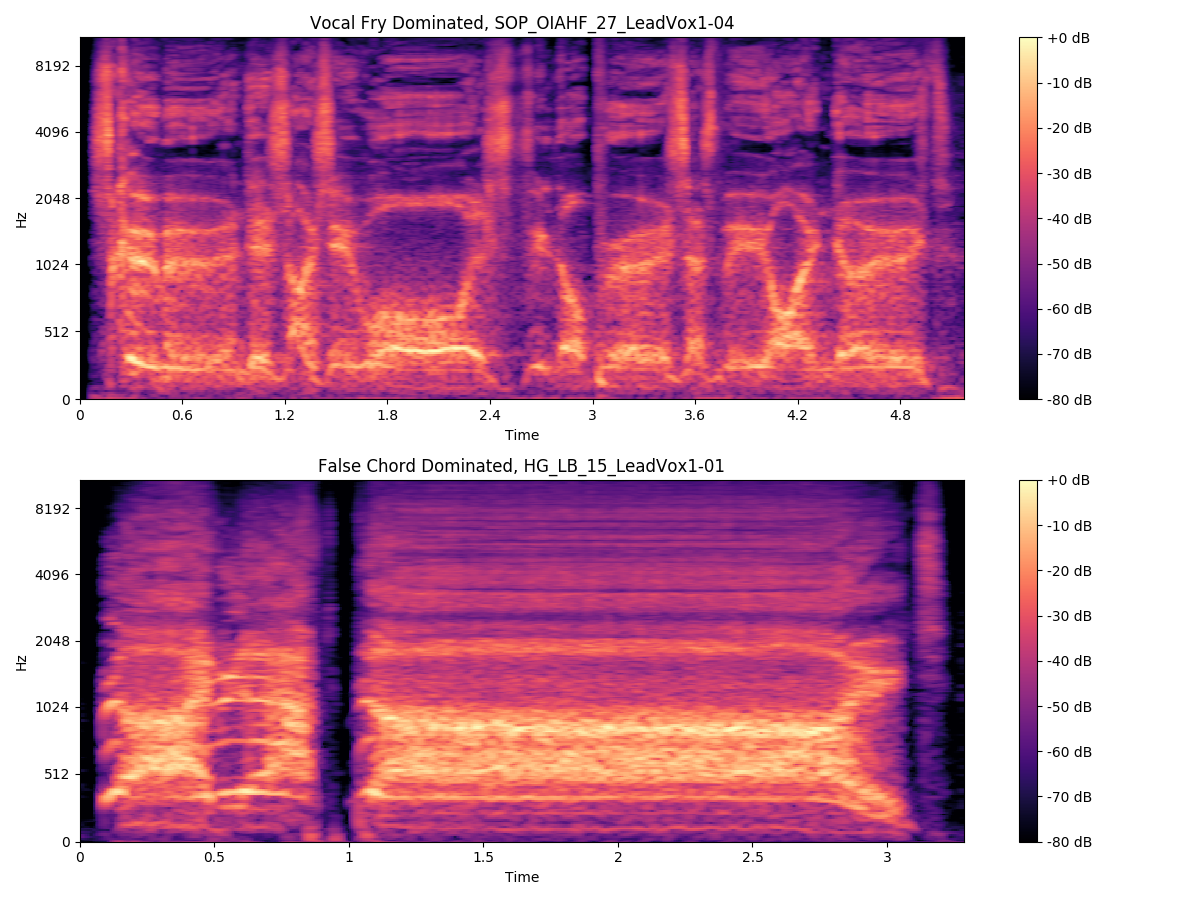 Vocal Fry Dominated, SOP_OIAHF_27_LeadVox1-04
8192
4096
2048
1024
512
0
Hz
0 0.6 1.2 1.8 2.4 3 3.6 4.2 4.8
Time
+0 dB
-10 dB
-20 dB
-30 dB
-40 dB
-50 dB
-60 dB
-70 dB
-80 dB
False Chord Dominated, HG_LB_15_LeadVox1-01
8192
4096
2048
1024
512
0
Hz
0 0.5 1 1.5 2 2.5 3
Time
+0 dB
-10 dB
-20 dB
-30 dB
-40 dB
-50 dB
-60 dB
-70 dB
-80 dB